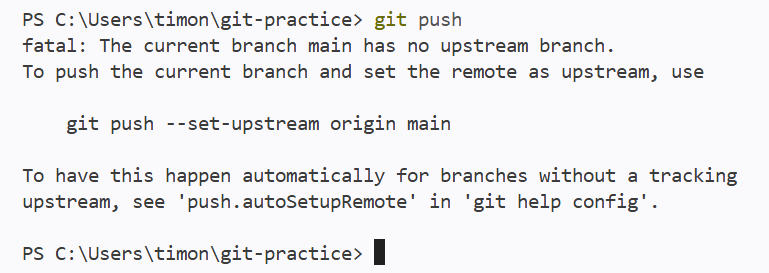 PS C:\Users\timon\git-practice> git push
fatal: The current branch main has no upstream branch.
To push the current branch and set the remote as upstream, use
git push --set-upstream origin main
To have this happen automatically for branches without a tracking
upstream, see 'push.autoSetupRemote' in 'git help config'.
PS C:\Users\timon\git-practice>